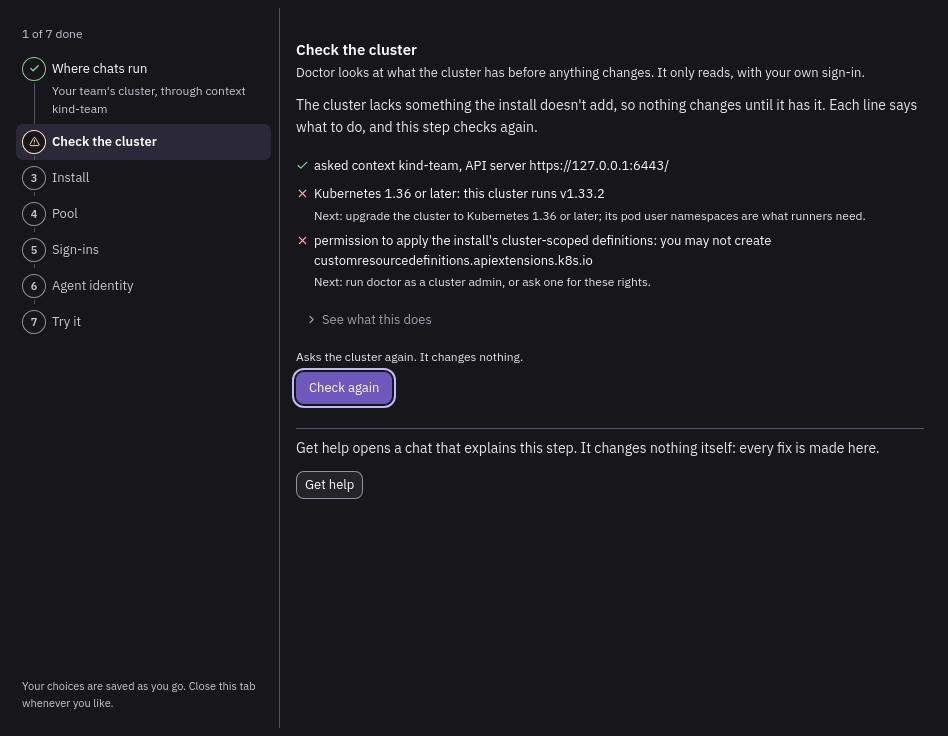 1 of 7 done
Where chats run
Your team's cluster, through context
kind-team
Check the cluster
3 Install
4 Pool
5 Sign-ins
6 Agent identity
7 Try it
Your choices are saved as you go. Close this tab
whenever you like.
Check the cluster
Doctor looks at what the cluster has before anything changes. It only reads, with your own sign-in.
The cluster lacks something the install doesn't add, so nothing changes until it has it. Each line says
what to do, and this step checks again.
asked context kind-team, API server https://127.0.0.1:6443/
Kubernetes 1.36 or later: this cluster runs v1.33.2
Next: upgrade the cluster to Kubernetes 1.36 or later; its pod user namespaces are what runners need.
permission to apply the install's cluster-scoped definitions: you may not create
customresourcedefinitions.apiextensions.k8s.io
Next: run doctor as a cluster admin, or ask one for these rights.
See what this does
Asks the cluster again. It changes nothing.
Check again
Get help opens a chat that explains this step. It changes nothing itself: every fix is made here.
Get help